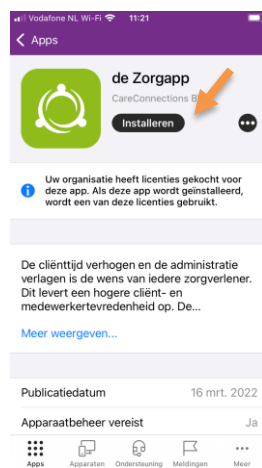 Vodafone NL Wi-Fi 11:21
Apps
de Zorgapp
CareConnections B
Installeren
Uw organisatie heeft licenties gekocht voor
deze app. Als deze app wordt geïnstalleerd,
wordt een van deze licenties gebruikt.
De cliënttijd verhogen en de administratie
verlagen is de wens van iedere zorgverlener.
Dit levert een hogere cliënt- en
medewerkertevredenheid op. De...
Meer weergeven...
Publicatiedatum 16 mrt. 2022
Apparaatbeheer vereist Ja
Apps Apparaten Ondersteuning Meldingen Meer